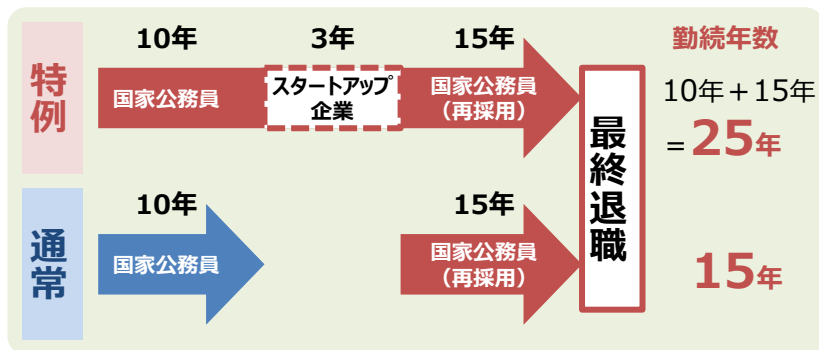 特例
10年
3年
15年
勤続年数
国家公務員
スタートアップ
企業
国家公務員
(再採用)
10年+15年
=25年
最終退職
通常
10年
15年
国家公務員
国家公務員
(再採用)
15年